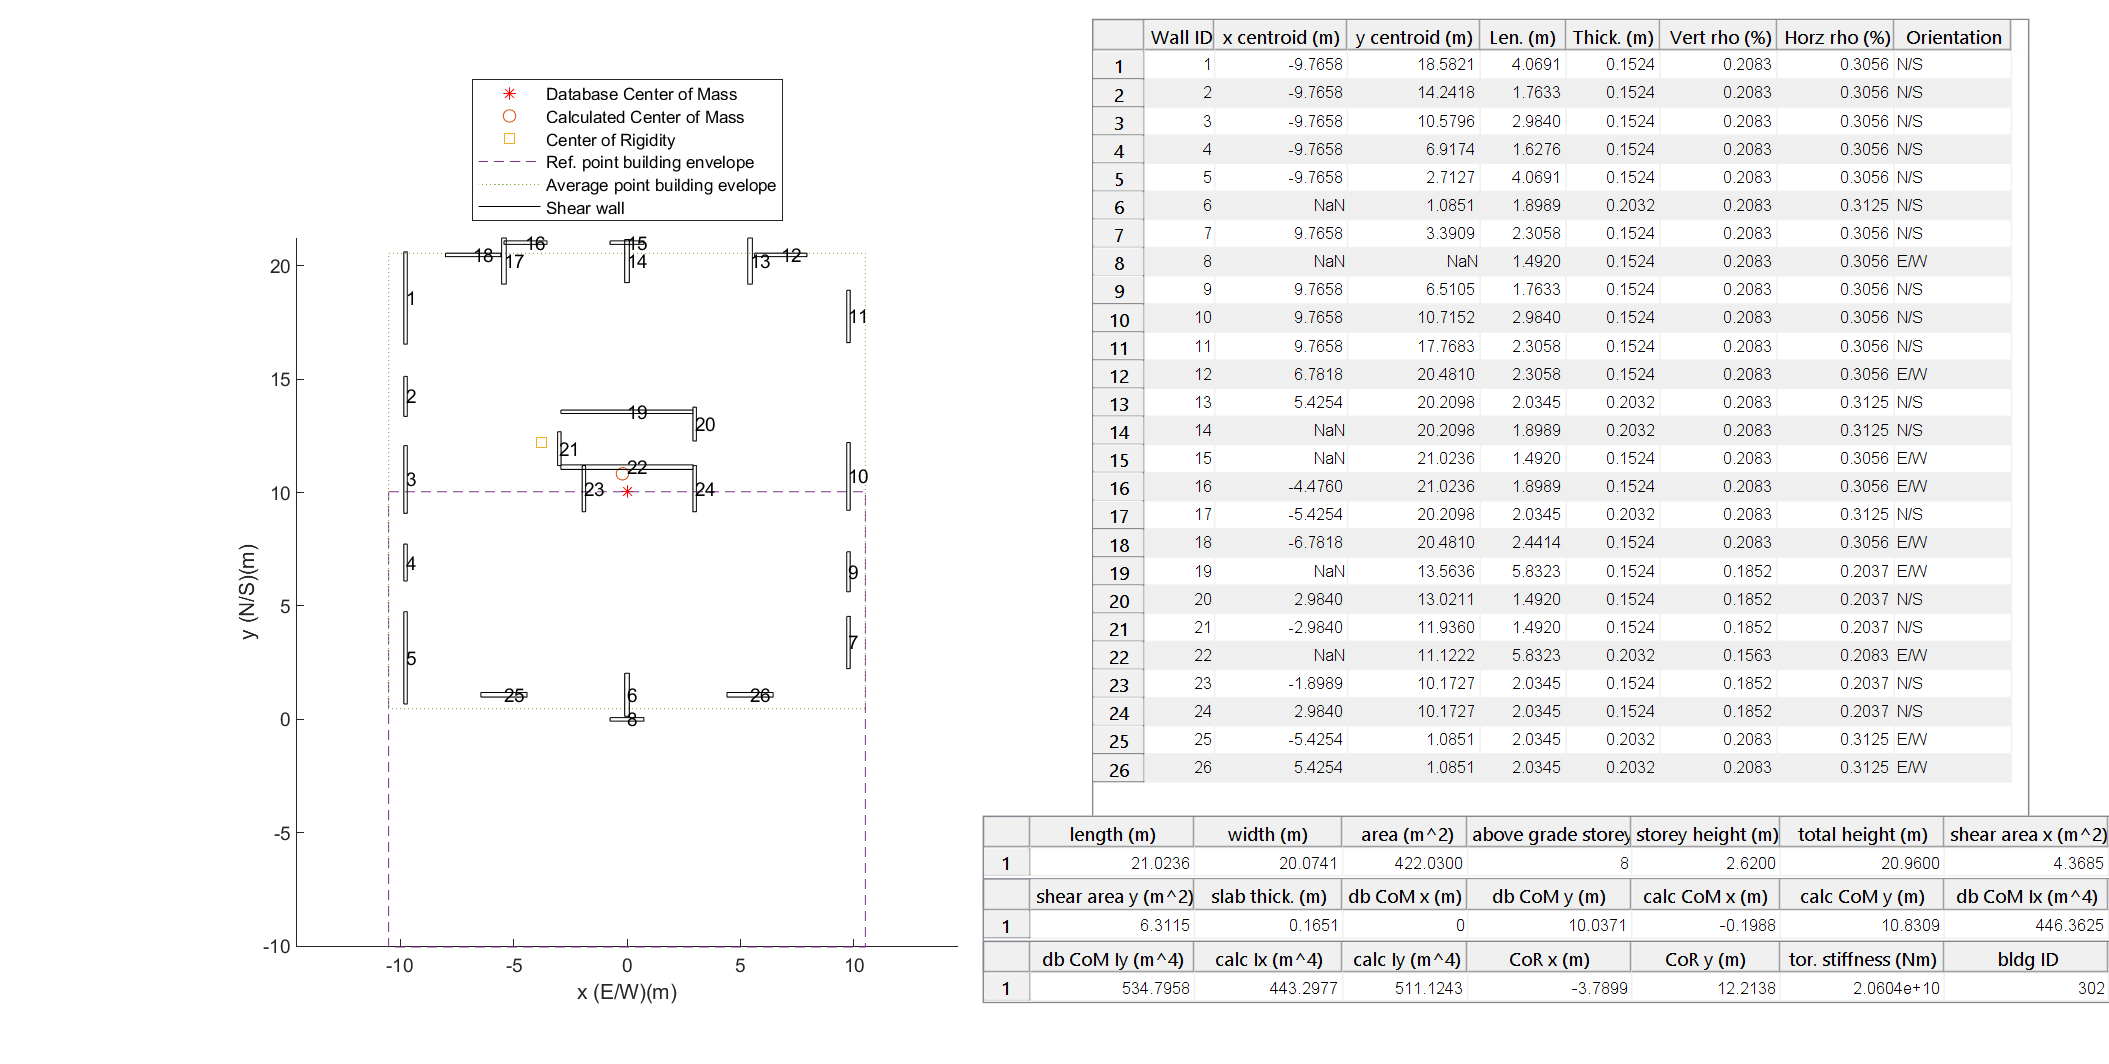 Database Center of Mass
Calculated Center of Mass
Center of Rigidity
Ref. point building envelope
Average point building evelope
Shear wall
20
15
10
5
0
-5
-10
-10
-5
0
5
10
x (E/W)(m)
y (N/S)(m)
16
15
18
17
14
13
12
1
11
2
19
20
21
22
3
23
24
10
4
9
5
7
25
6
26
8
Wall ID x centroid (m) y centroid (m) Len. (m) Thick. (m) Vert rho (%) Horz rho (%) Orientation
1 1 -9.7658 18.5821 4.0691 0.1524 0.2083 0.3056 N/S
2 2 -9.7658 14.2418 1.7633 0.1524 0.2083 0.3056 N/S
3 3 -9.7658 10.5796 2.9840 0.1524 0.2083 0.3056 N/S
4 4 -9.7658 6.9174 1.6276 0.1524 0.2083 0.3056 N/S
5 5 -9.7658 2.7127 4.0691 0.1524 0.2083 0.3056 N/S
6 6 NaN 1.0851 1.8989 0.2032 0.2083 0.3125 N/S
7 7 9.7658 3.3909 2.3058 0.1524 0.2083 0.3056 N/S
8 8 NaN NaN 1.4920 0.1524 0.2083 0.3056 E/W
9 9 9.7658 6.5105 1.7633 0.1524 0.2083 0.3056 N/S
10 10 9.7658 10.7152 2.9840 0.1524 0.2083 0.3056 N/S
11 11 9.7658 17.7683 2.3058 0.1524 0.2083 0.3056 N/S
12 12 6.7818 20.4810 2.3058 0.1524 0.2083 0.3056 E/W
13 13 5.4254 20.2098 2.0345 0.2032 0.2083 0.3125 N/S
14 14 NaN 20.2098 1.8989 0.2032 0.2083 0.3125 N/S
15 15 NaN 21.0236 1.4920 0.1524 0.2083 0.3056 E/W
16 16 -4.4760 21.0236 1.8989 0.1524 0.2083 0.3056 E/W
17 17 -5.4254 20.2098 2.0345 0.2032 0.2083 0.3125 N/S
18 18 -6.7818 20.4810 2.4414 0.1524 0.2083 0.3056 E/W
19 19 NaN 13.5636 5.8323 0.1524 0.1852 0.2037 E/W
20 20 2.9840 13.0211 1.4920 0.1524 0.1852 0.2037 N/S
21 21 -2.9840 11.9360 1.4920 0.1524 0.1852 0.2037 N/S
22 22 NaN 11.1222 5.8323 0.2032 0.1563 0.2083 E/W
23 23 -1.8989 10.1727 2.0345 0.1524 0.1852 0.2037 N/S
24 24 2.9840 10.1727 2.0345 0.1524 0.1852 0.2037 N/S
25 25 -5.4254 1.0851 2.0345 0.2032 0.2083 0.3125 E/W
26 26 5.4254 1.0851 2.0345 0.2032 0.2083 0.3125 E/W
length (m) width (m) area (m^2) above grade storey storey height (m) total height (m) shear area x (m^2)
1 21.0236 20.0741 422.0300 8 2.6200 20.9600 4.3685
shear area y (m^2) slab thick. (m) db CoM x (m) db CoM y (m) calc CoM x (m) calc CoM y (m) db CoM Ix (m^4)
1 6.3115 0.1651 0 10.0371 -0.1988 10.8309 446.3625
db CoM Iy (m^4) calc Ix (m^4) calc Iy (m^4) CoR x (m) CoR y (m) tor. stiffness (Nm) bldg ID
1 534.7958 443.2977 511.1243 -3.7899 12.2138 2.0604e+10 302